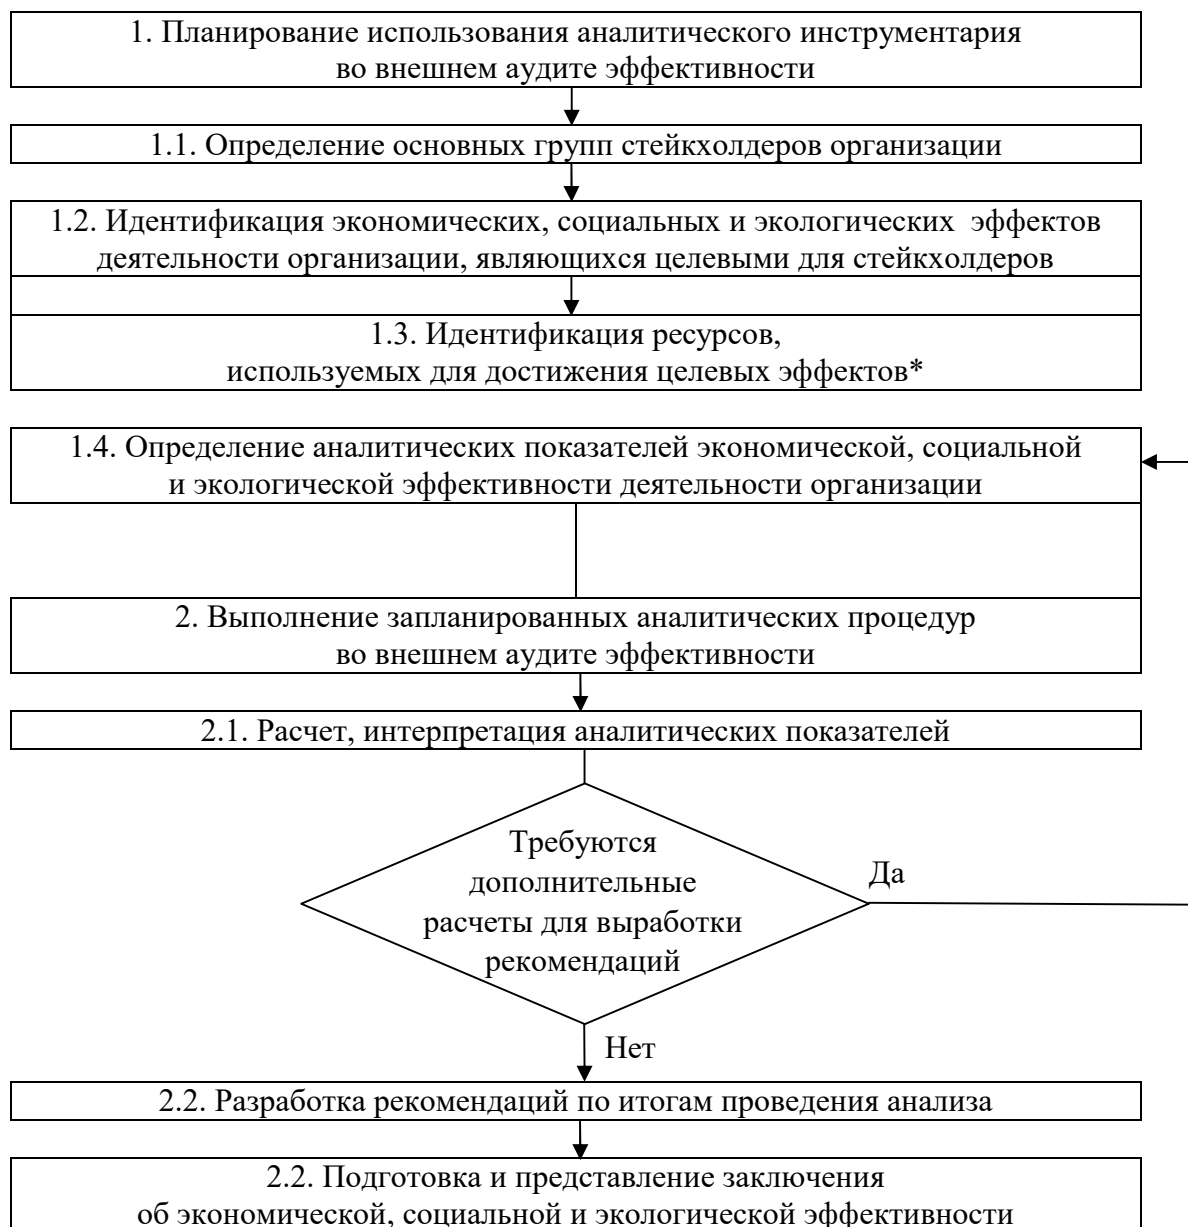 1. Планирование использования аналитического инструментария
во внешнем аудите эффективности
1.1. Определение основных групп стейкхолдеров организации
1.2. Идентификация экономических, социальных и экологических эффектов
деятельности организации, являющихся целевыми для стейкхолдеров
1.3. Идентификация ресурсов,
используемых для достижения целевых эффектов*
1.4. Определение аналитических показателей экономической, социальной
и экологической эффективности деятельности организации
2. Выполнение запланированных аналитических процедур
во внешнем аудите эффективности
2.1. Расчет, интерпретация аналитических показателей
Требуются
дополнительные
расчеты для выработки
рекомендаций
Да
Нет
2.2. Разработка рекомендаций по итогам проведения анализа
2.2. Подготовка и представление заключения
об экономической, социальной и экологической эффективности